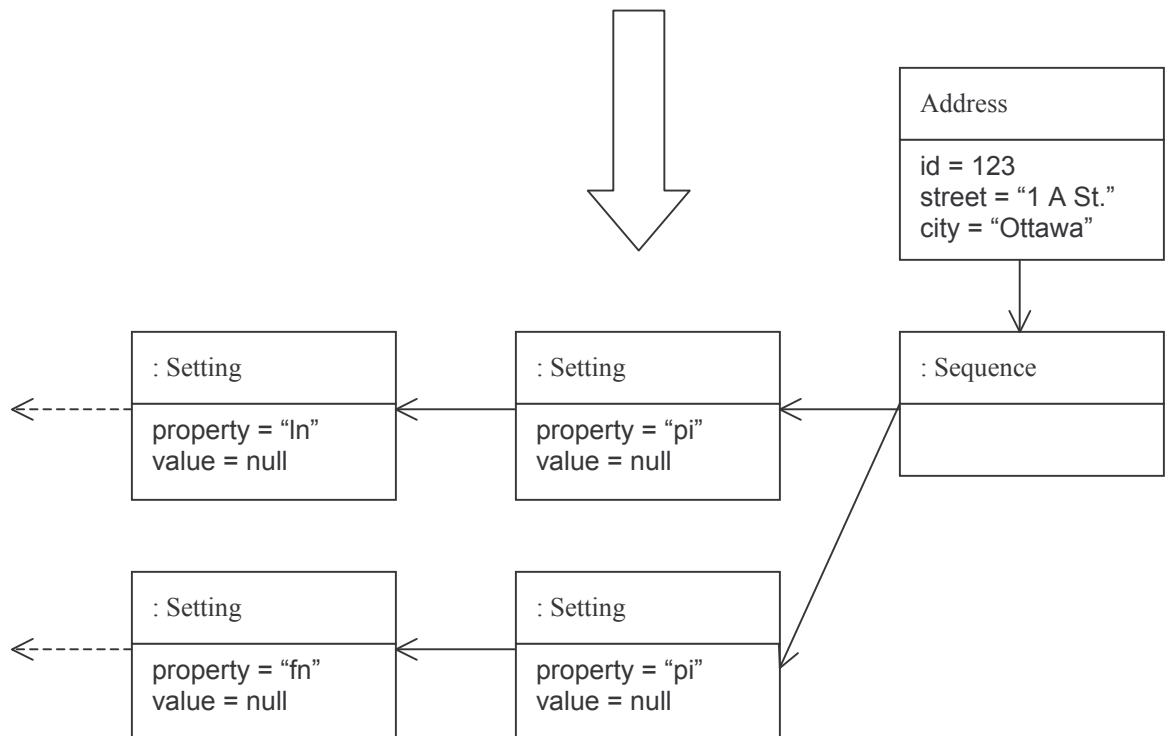 Address
id = 123
street = “1 A St.”
city = “Ottawa”
: Setting
property = “ln”
value = null
: Setting
property = “pi”
value = null
: Sequence
: Setting
property = “fn”
value = null
: Setting
property = “pi”
value = null